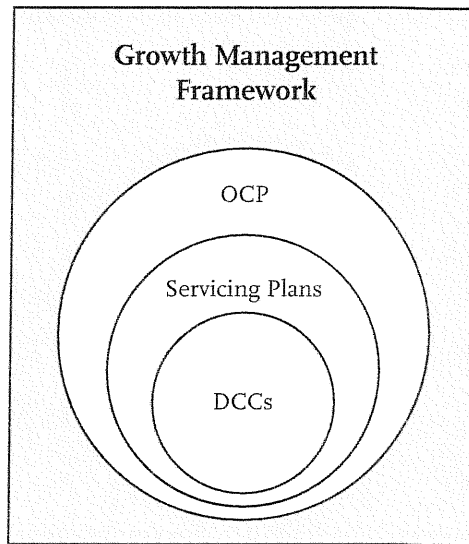 Growth Management
Framework
OCP
Servicing Plans
DCCs